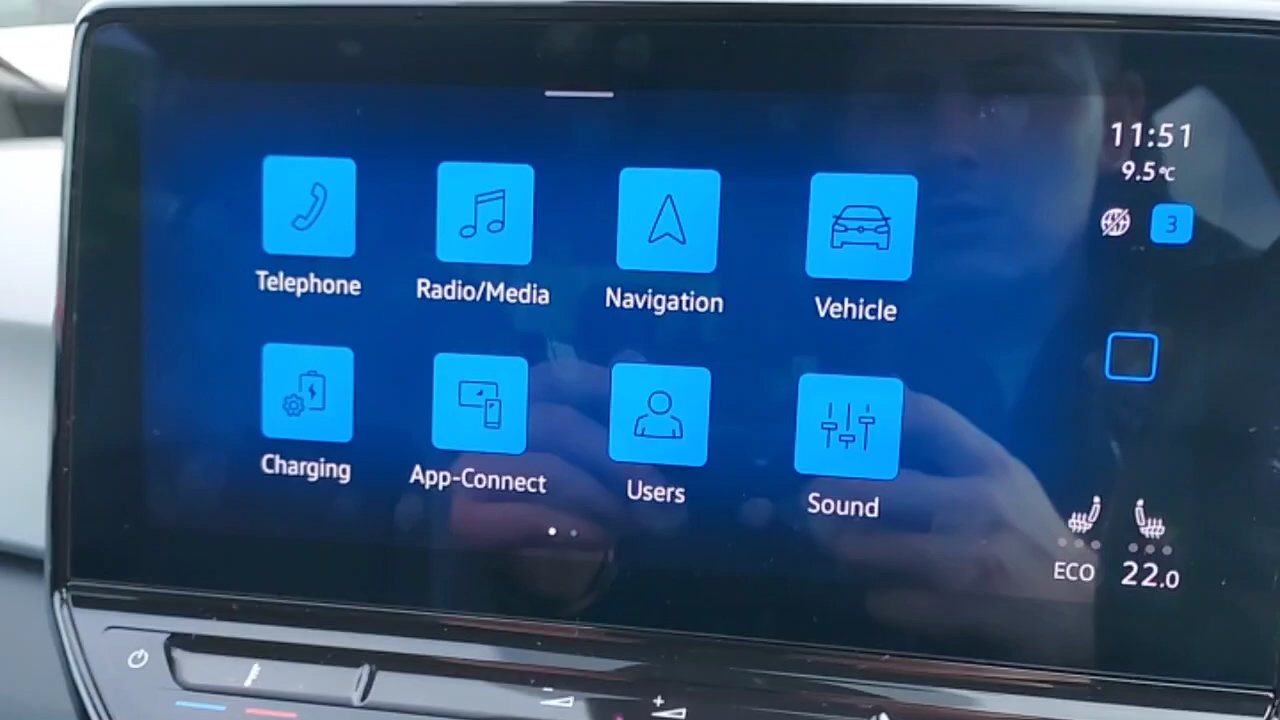 11:51
9.5°C
3
Telephone
Radio/Media
Navigation
Vehicle
Charging
App-Connect
Users
Sound
ECO
22.0